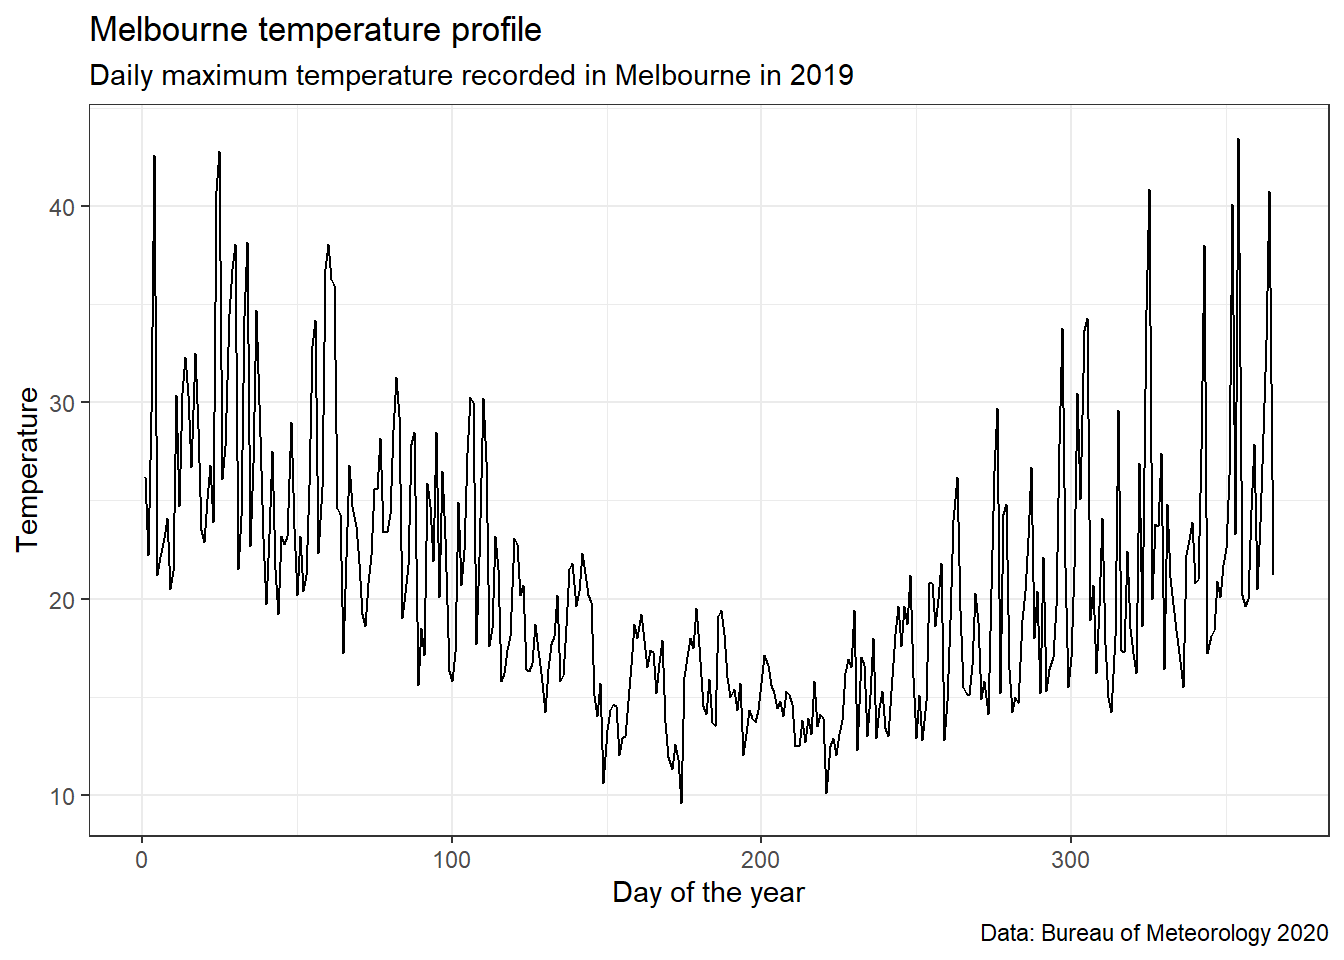 Melbourne temperature profile
Daily maximum temperature recorded in Melbourne in 2019
Temperature
40
30
20
10
0 100 200 300
Day of the year
Data: Bureau of Meteorology 2020